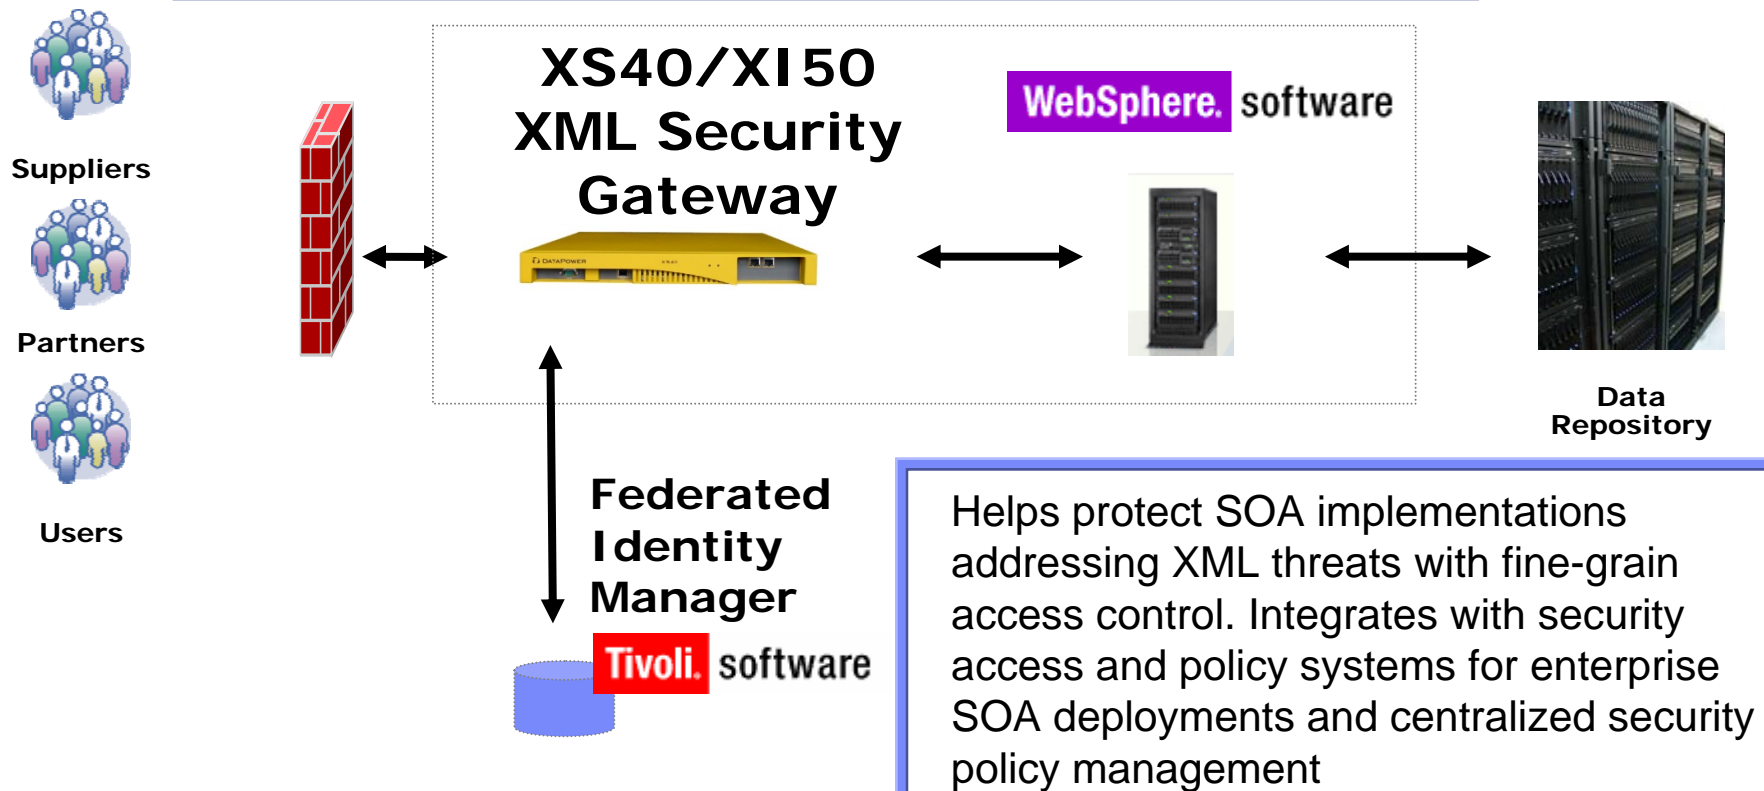 Suppliers
Partners
Users
XS40/XI50
XML Security
Gateway
DATAPOWER
WebSphere. software
Data
Repository
Federated
Identity
Manager
Tivoli. software
Helps protect SOA implementations
addressing XML threats with fine-grain
access control. Integrates with security
access and policy systems for enterprise
SOA deployments and centralized security
policy management